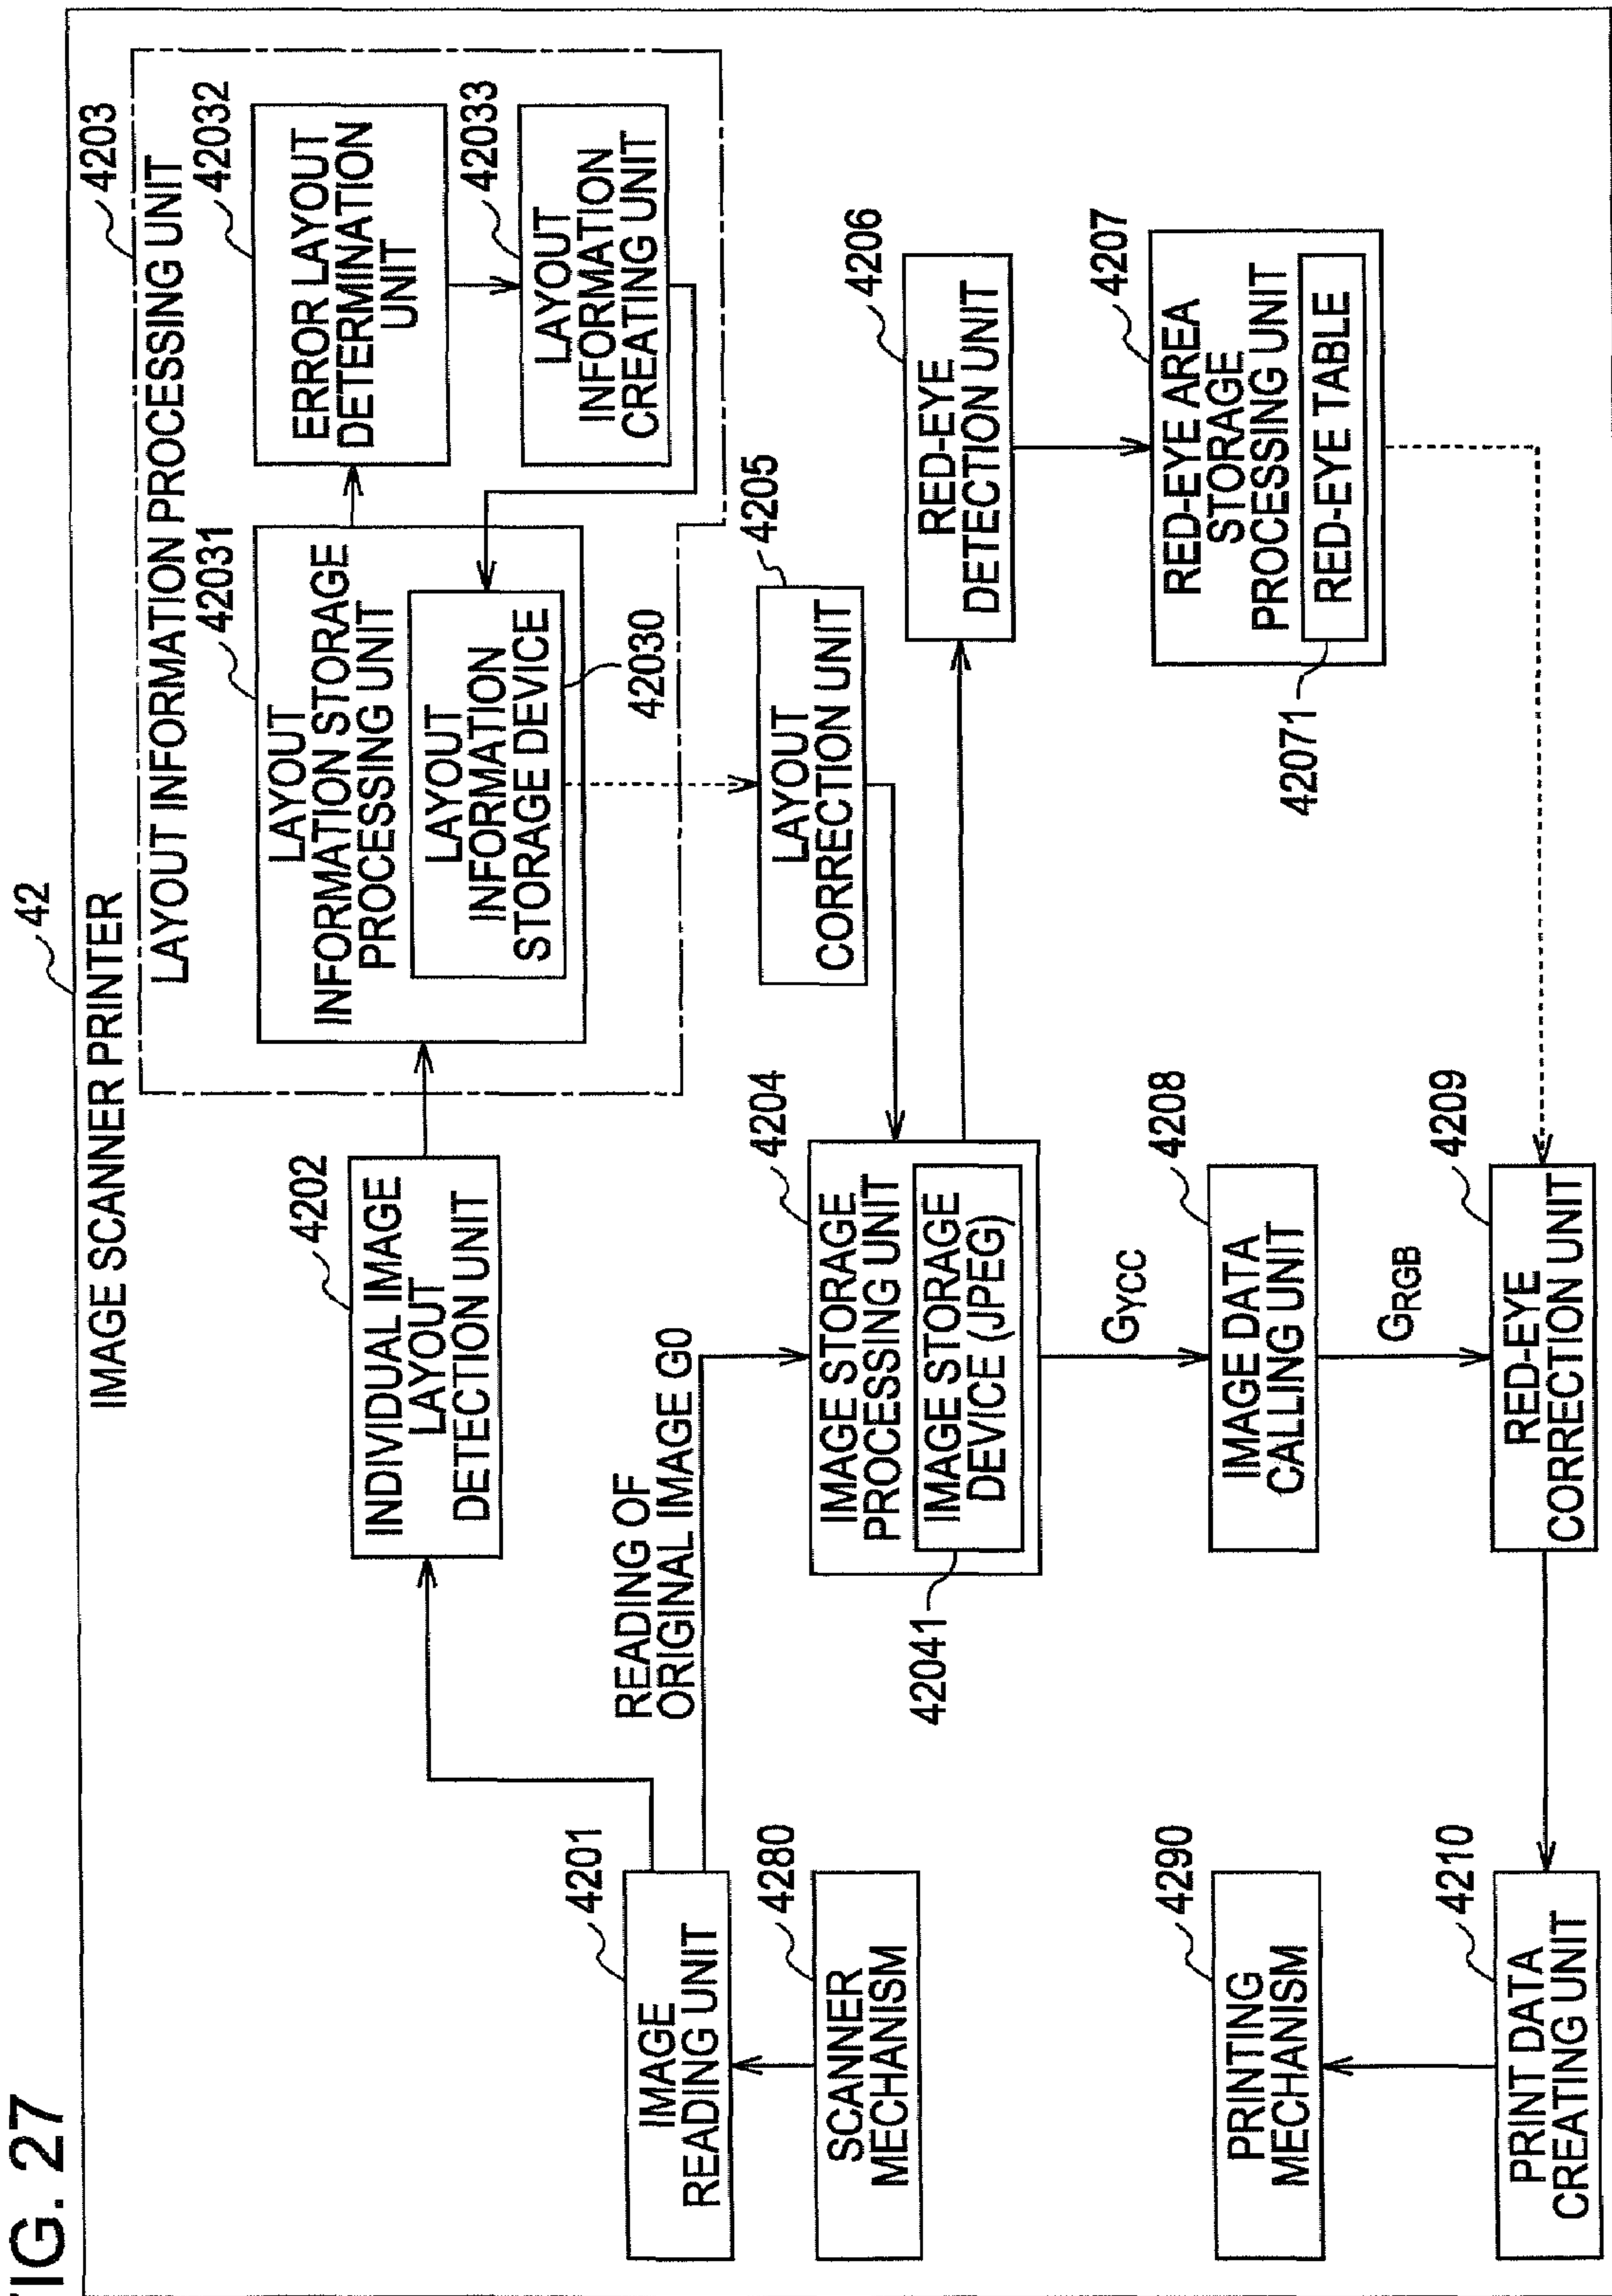 FIG. 27
42
IMAGE SCANNER PRINTER
4203
LAYOUT INFORMATION PROCESSING UNIT
4202
INDIVIDUAL IMAGE
LAYOUT
DETECTION UNIT
42031
LAYOUT
INFORMATION STORAGE
PROCESSING UNIT
LAYOUT
INFORMATION
STORAGE DEVICE
42030
42032
ERROR LAYOUT
DETERMINATION
UNIT
42033
LAYOUT
INFORMATION
CREATING UNIT
4201
IMAGE
READING UNIT
READING OF
ORIGINAL IMAGE G0
4280
SCANNER
MECHANISM
4205
LAYOUT
CORRECTION UNIT
4204
IMAGE STORAGE
PROCESSING UNIT
IMAGE STORAGE
DEVICE (JPEG)
42041
4206
RED-EYE
DETECTION UNIT
4207
RED-EYE AREA
STORAGE
PROCESSING UNIT
RED-EYE TABLE
42071
GYCC
4208
IMAGE DATA
CALLING UNIT
GRGB
4209
RED-EYE
CORRECTION UNIT
4290
PRINTING
MECHANISM
4210
PRINT DATA
CREATING UNIT